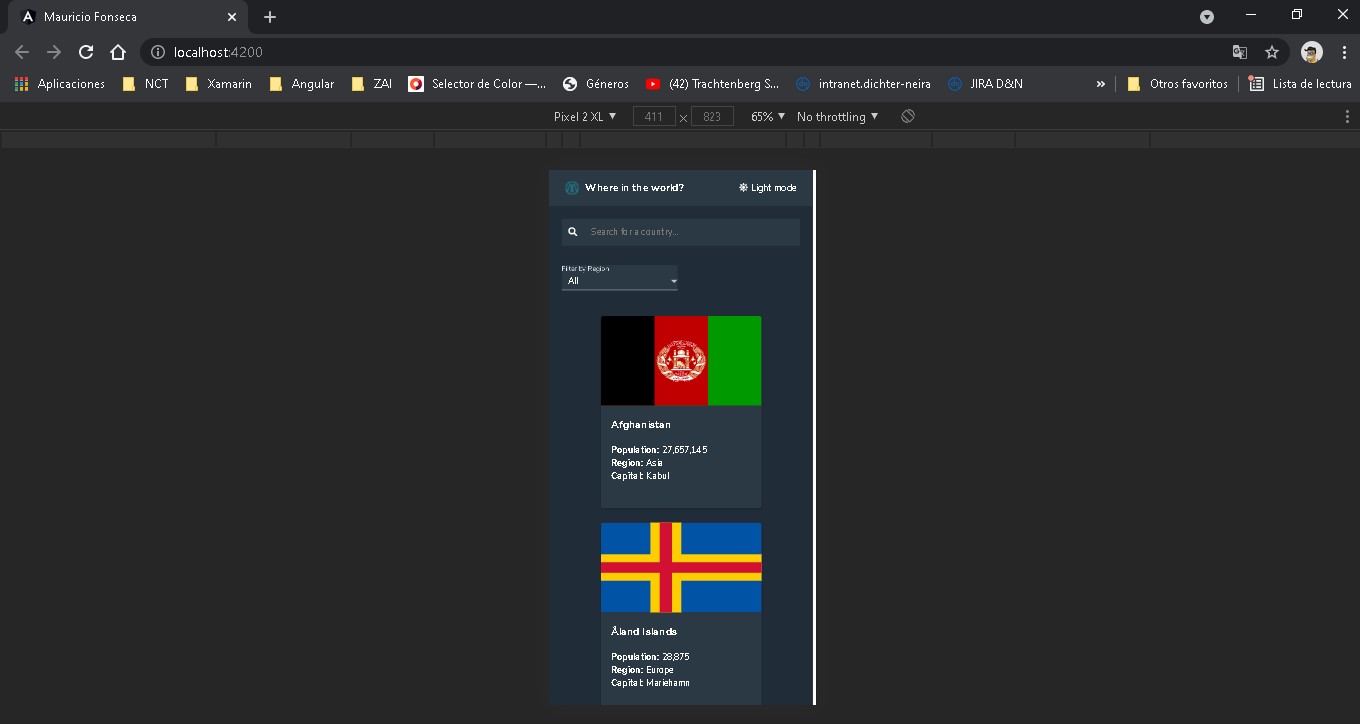 Mauricio Fonseca
localhost:4200
Aplicaciones NCT Xamarin Angular ZAI Selector de Color —... Géneros (42) Trachtenberg S... intranet.dichter-neira JIRA D&N » Otros favoritos Lista de lectura
Pixel 2 XL 411 x 823 65% No throttling
Where in the world? Light mode
Search for a country...
Filter by Region
All
Afghanistan
Population: 27,657,145
Region: Asia
Capital: Kabul
Åland Islands
Population: 28,875
Region: Europe
Capital: Mariehamn